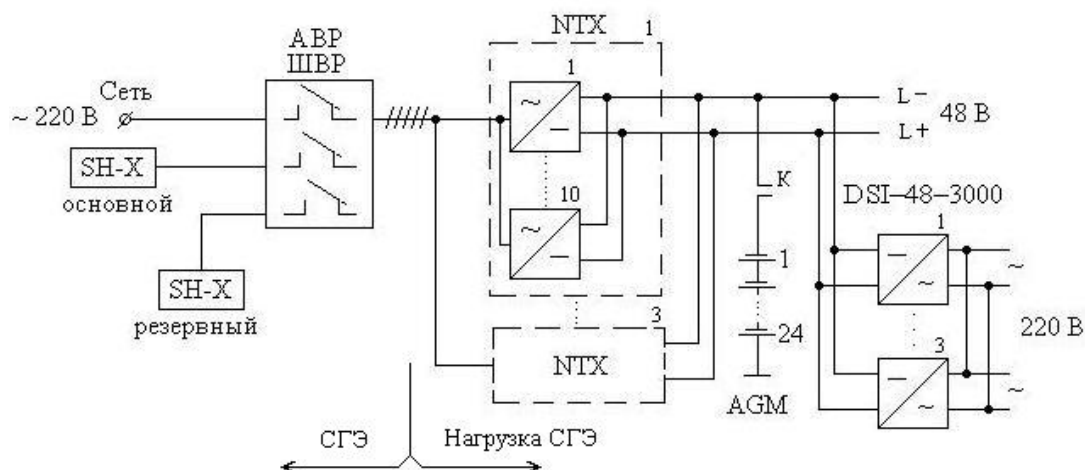 NTX
1
АВР
ШВР
1
Сеть
~ 220 В
L−
48 В
L+
SH-X
основной
K
DSI–48–3000
1
10
1
SH-X
резервный
3
24
220 В
NTX
3
AGM
СГЭ
Нагрузка СГЭ